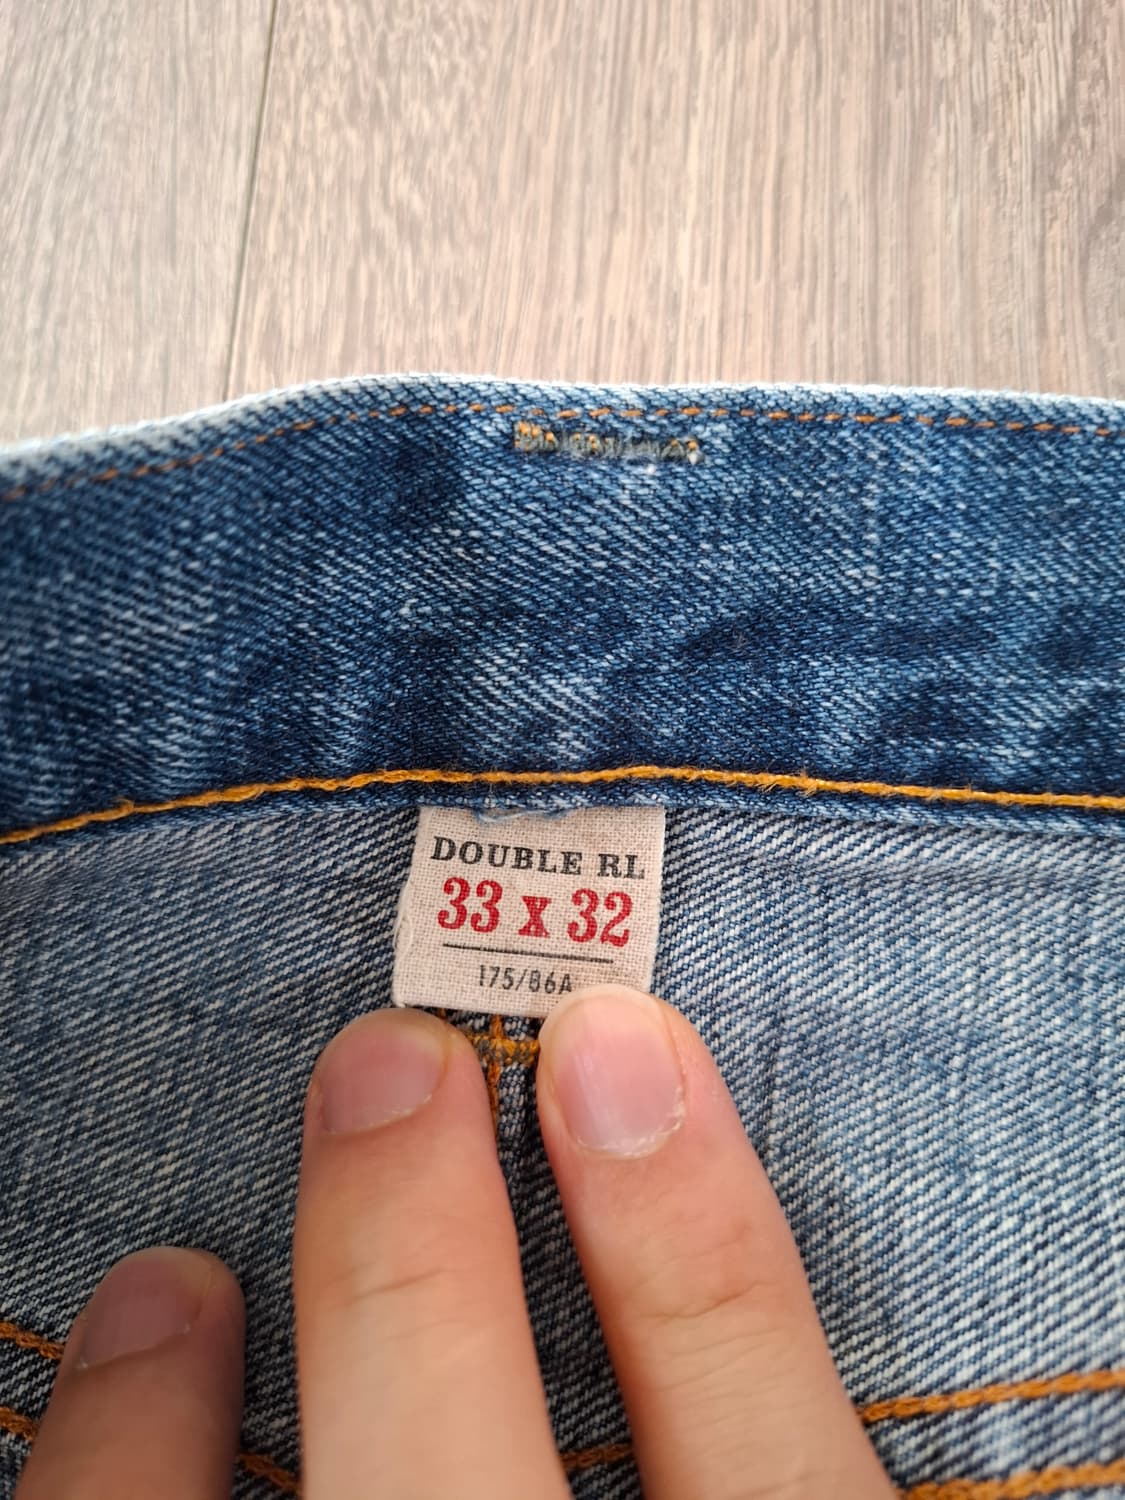 DOUBLE RL
33 x 32
175/86A